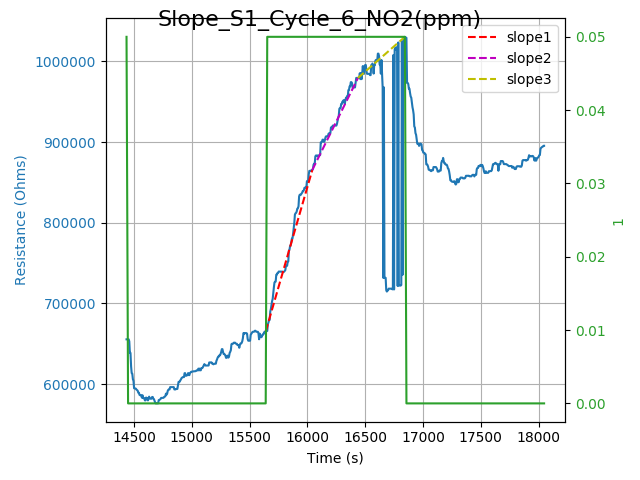 Slope_S1_Cycle_6_NO2(ppm)
slope1
slope2
slope3
1000000
900000
800000
700000
600000
Resistance (Ohms)
0.05
0.04
0.03
0.02
0.01
0.00
1
14500 15000 15500 16000 16500 17000 17500 18000
Time (s)